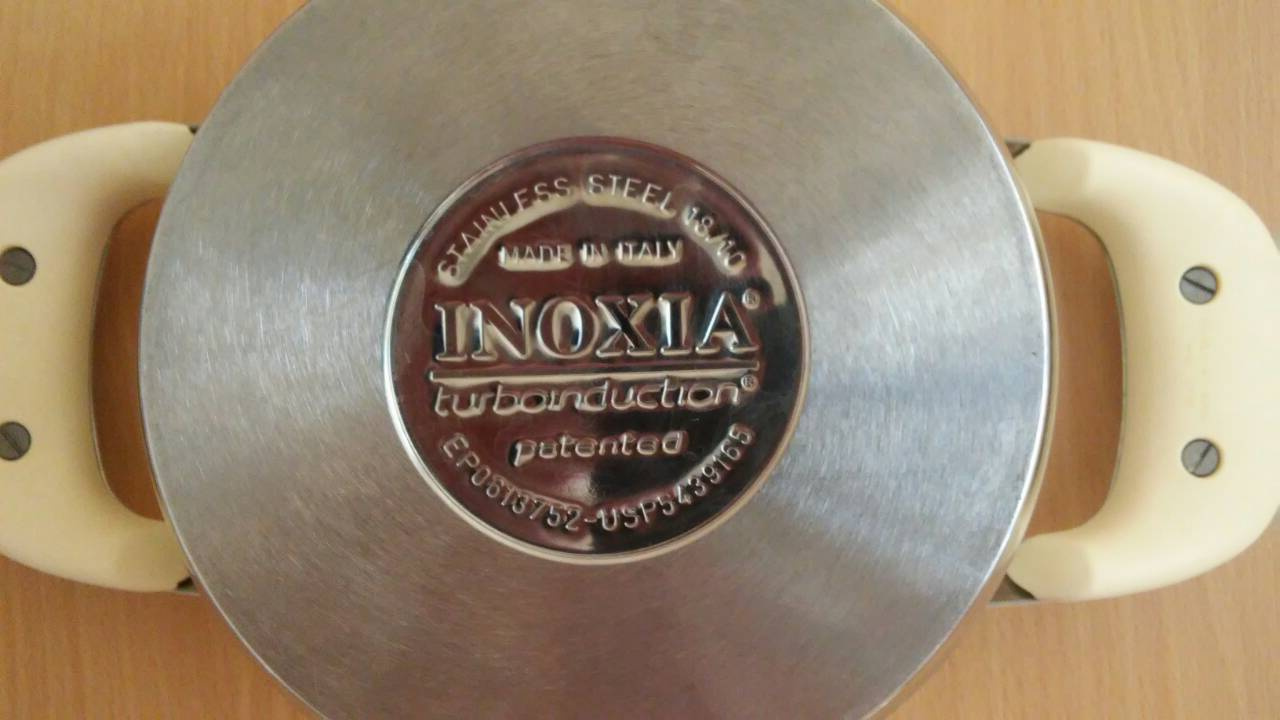 STAINLESS STEEL 18/10
MADE IN ITALY
INOXIA®
turboinduction®
patented
EP0613752-USP5439165